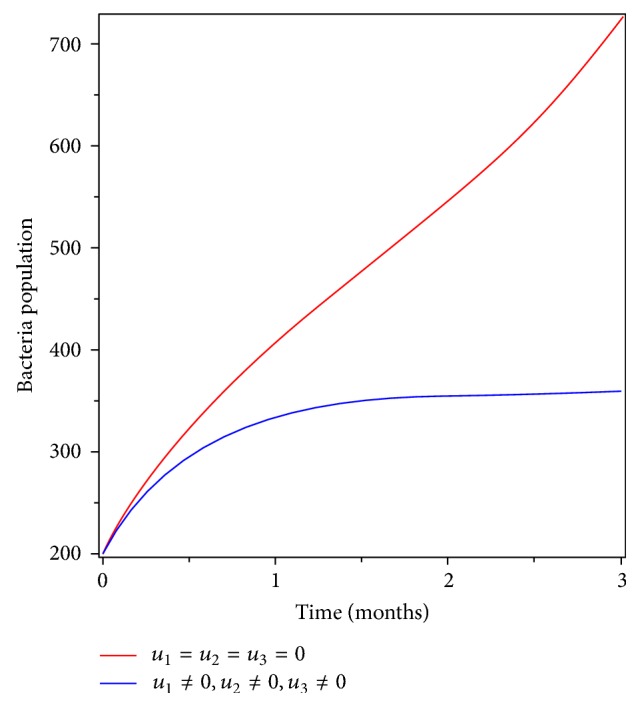 700
600
500
400
300
200
Bacteria population
0 1 2 3
Time (months)
u₁ = u₂ = u₃ = 0
u₁ ≠ 0, u₂ ≠ 0, u₃ ≠ 0